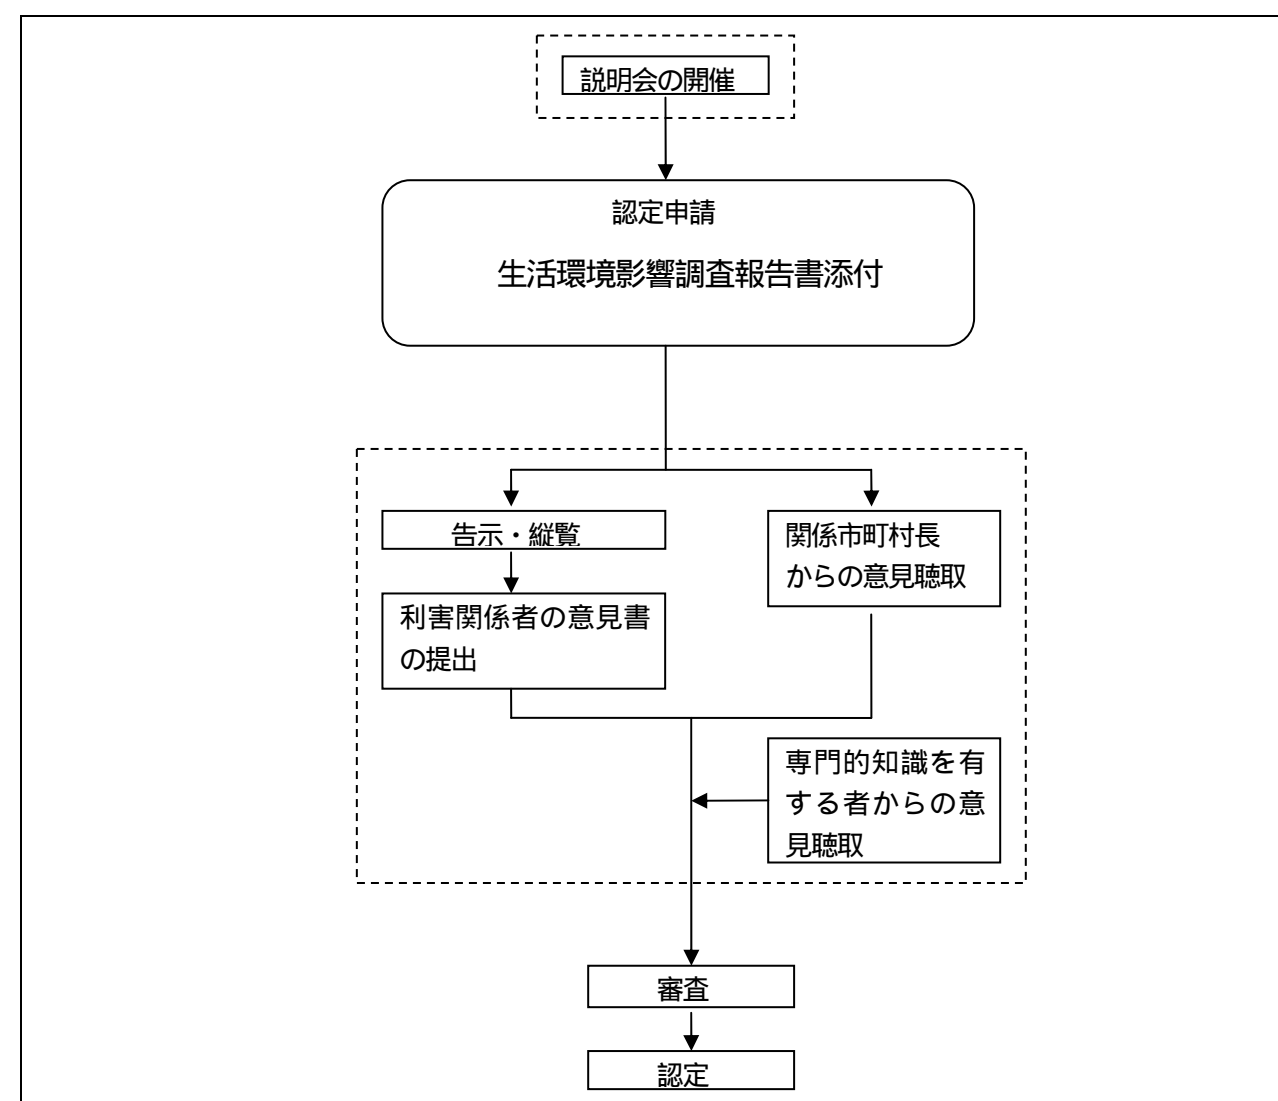 説明会の開催
認定申請
生活環境影響調査報告書添付
告示・縦覧
関係市町村長
からの意見聴取
利害関係者の意見書
の提出
専門的知識を有
する者からの意
見聴取
審査
認定